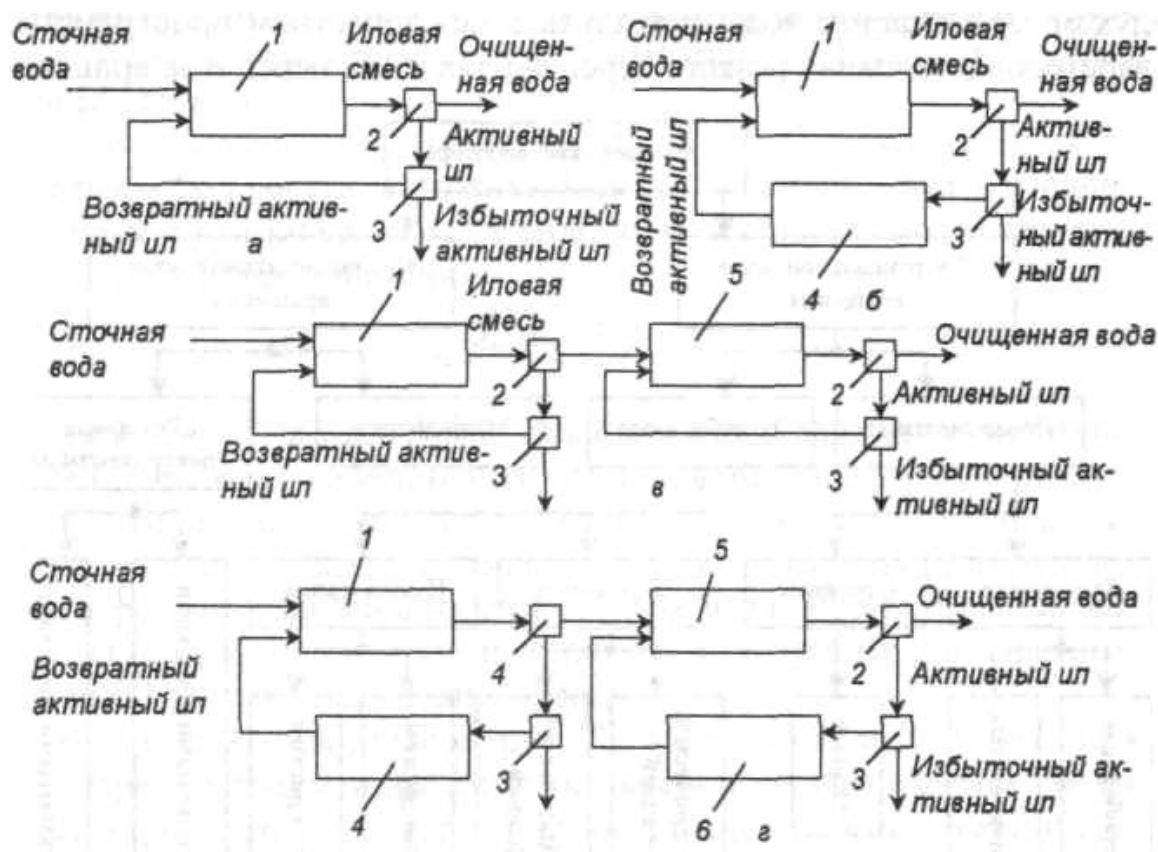 Сточная
вода
1
Иловая
смесь
Очищен-
ная вода
2
Активный
ил
Возвратный актив-
ный ил
а
3
Избыточный
активный ил
Сточная
вода
1
Иловая
смесь
Очищен-
ная вода
2
Актив-
ный ил
Возвратный
активный ил
3
Избыточ-
ный актив-
ный ил
4
б
Сточная
вода
1
Иловая
смесь
2
5
Очищенная вода
2
Активный ил
Возвратный актив-
ный ил
3
в
3
Избыточный ак-
тивный ил
Сточная
вода
1
4
5
Очищенная вода
2
Активный ил
Возвратный
активный ил
4
3
6
г
3
Избыточный ак-
тивный ил